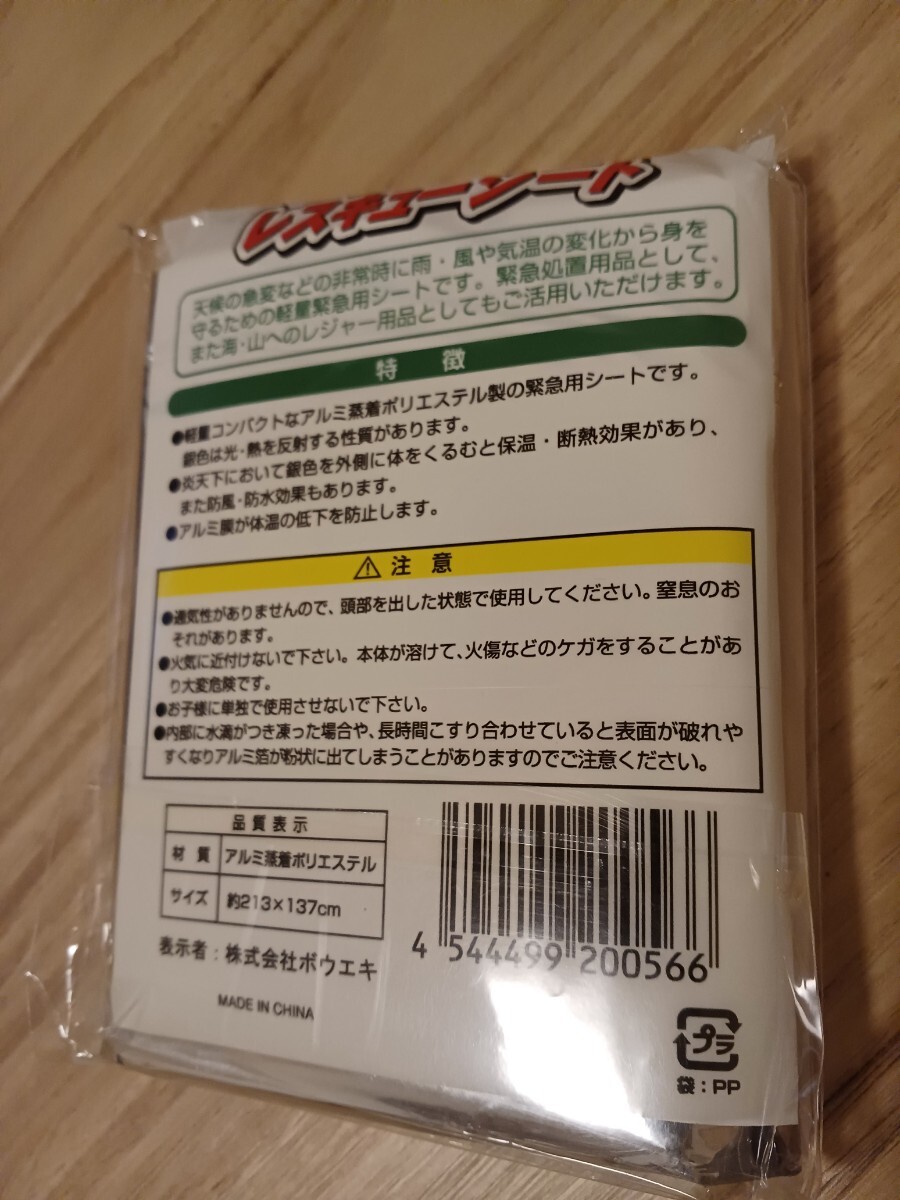 レスキューシート
天候の急変などの非常時に雨・風や気温の変化から身を
守るための軽量緊急用シートです。緊急処置用品として、
また海・山へのレジャー用品としてもご活用いただけます。
特 徴
●軽量コンパクトなアルミ蒸着ポリエステル製の緊急用シートです。
銀色は光・熱を反射する性質があります。
●炎天下において銀色を外側に体をくるむと保温・断熱効果があり、
また防風・防水効果もあります。
●アルミ膜が体温の低下を防止します。
⚠ 注 意
●通気性がありませんので、頭部を出した状態で使用してください。窒息のお
それがあります。
●火気に近付けないで下さい。本体が溶けて、火傷などのケガをすることがあ
り大変危険です。
●お子様に単独で使用させないで下さい。
●内部に水滴がつき凍った場合や、長時間こすり合わせていると表面が破れや
すくなりアルミ箔が粉状に出てしまうことがありますのでご注意ください。
品質表示
材 質 アルミ蒸着ポリエステル
サイズ 約213×137cm
表示者：株式会社ボウエキ
MADE IN CHINA
4 544499 200566
プラ
袋：PP